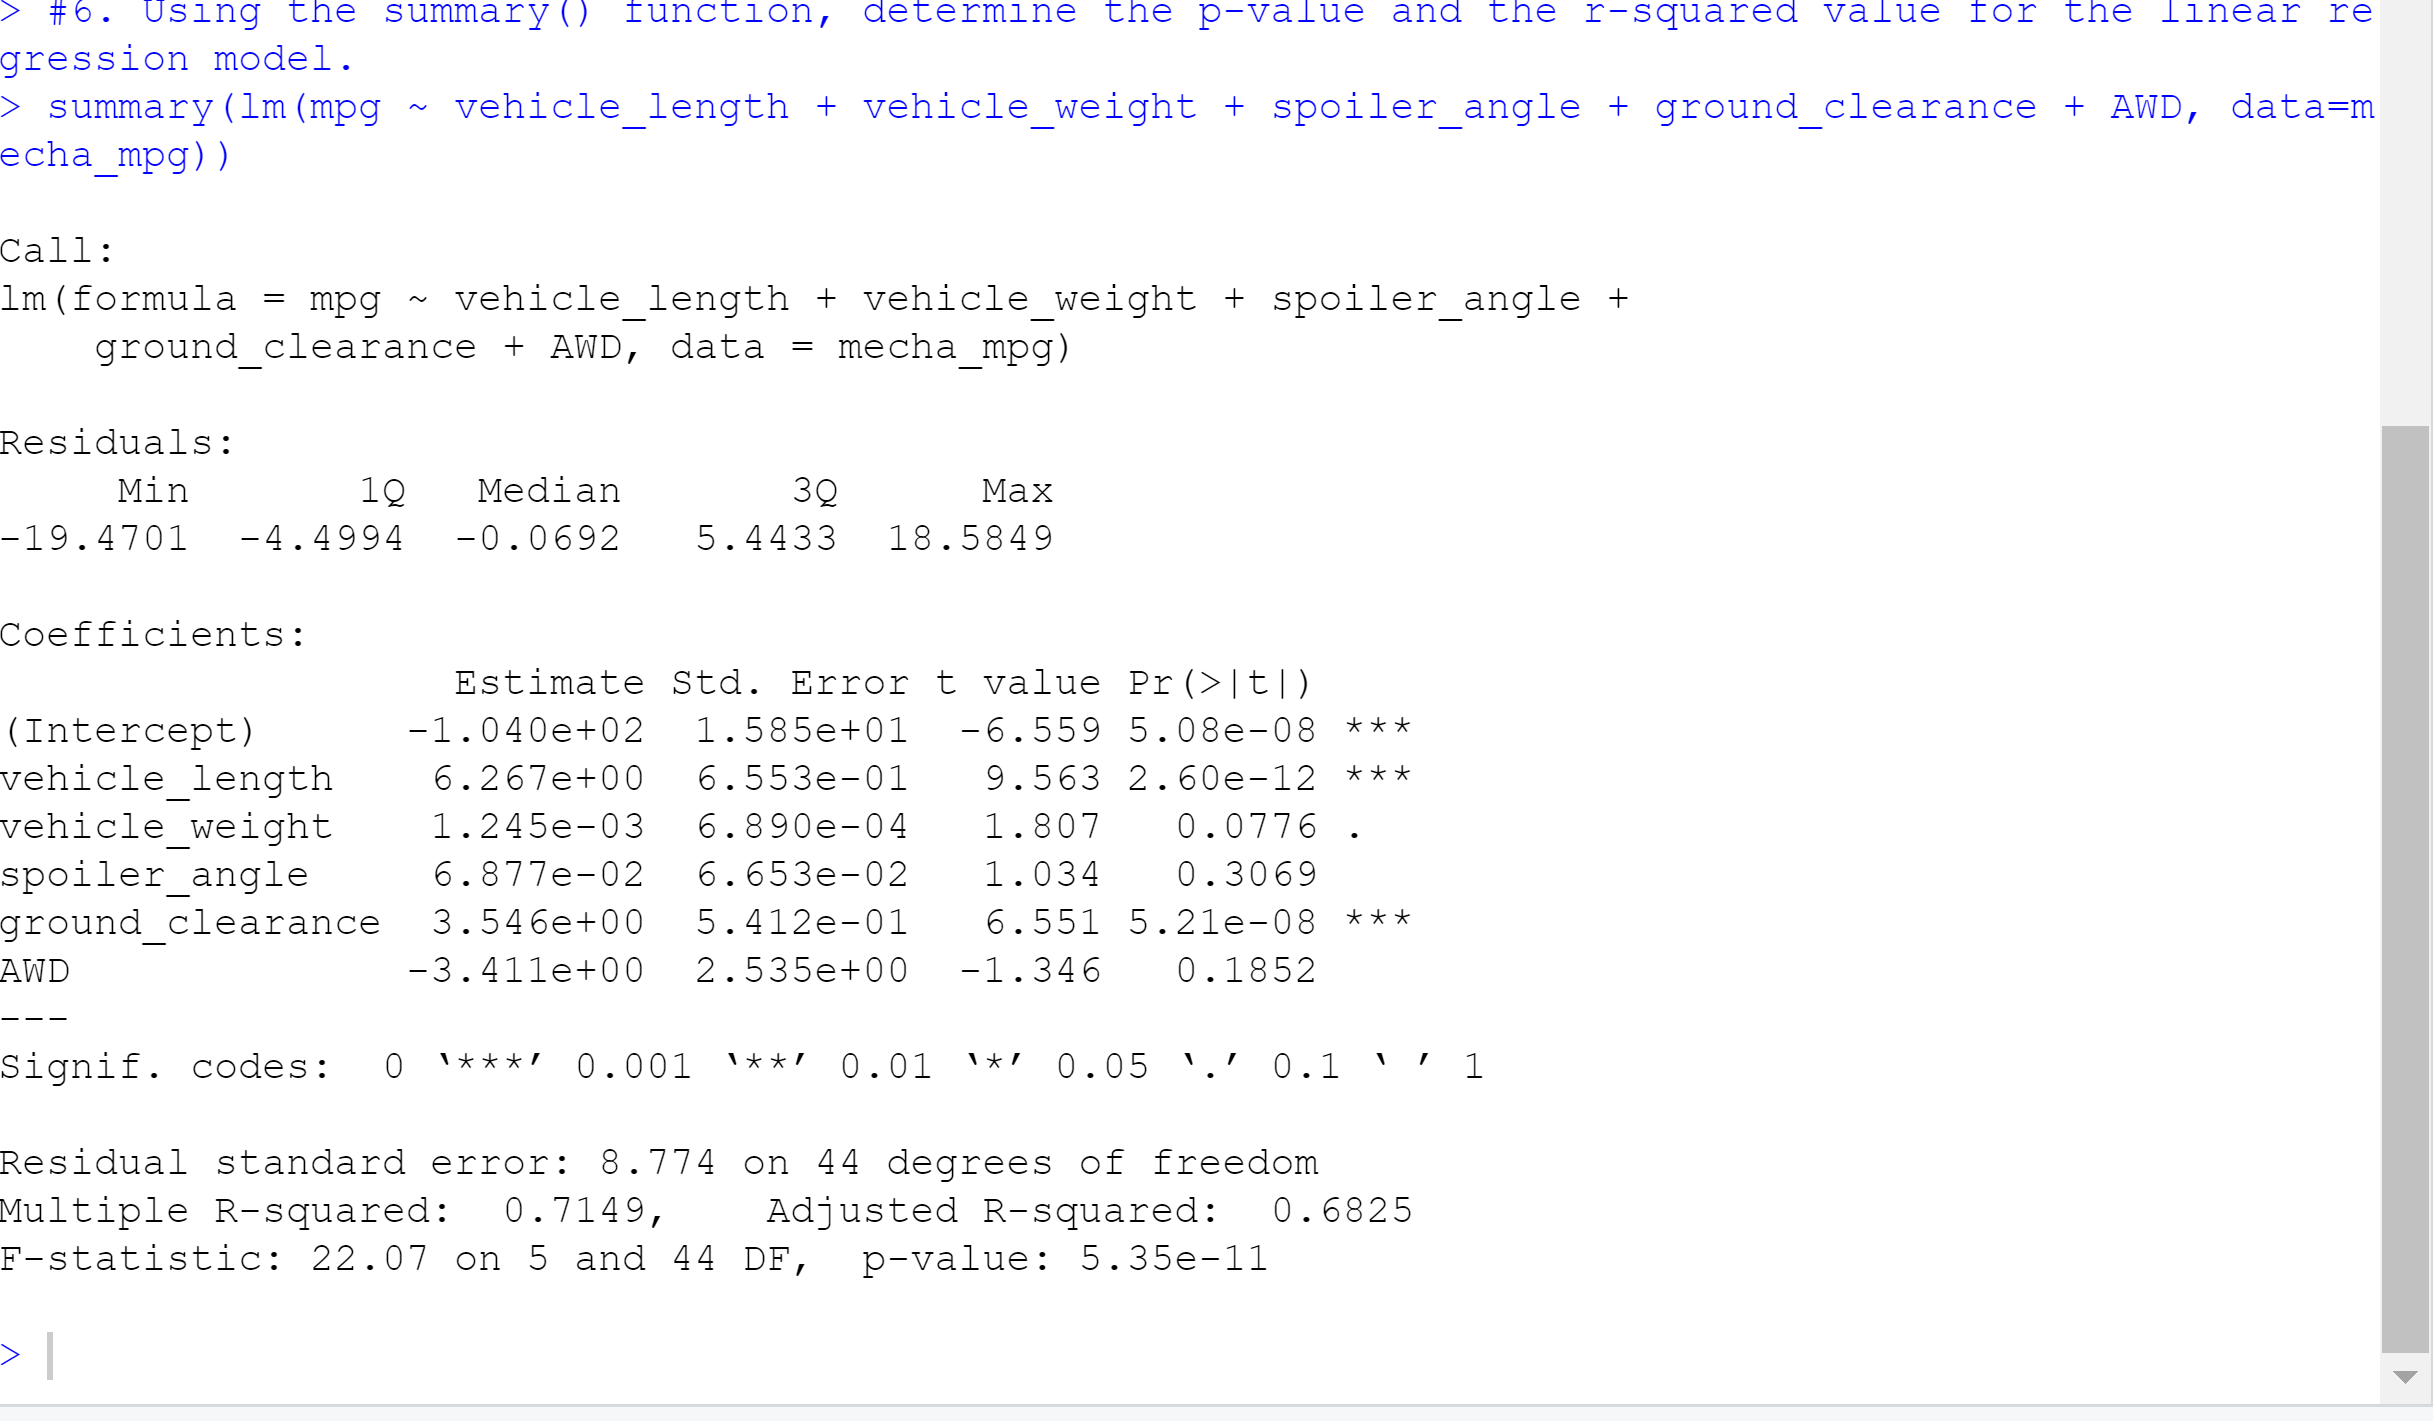 > #6. Using the summary() function, determine the p-value and the r-squared value for the linear re
gression model.
> summary(lm(mpg ~ vehicle_length + vehicle_weight + spoiler_angle + ground_clearance + AWD, data=m
echa_mpg))
Call:
lm(formula = mpg ~ vehicle_length + vehicle_weight + spoiler_angle +
    ground_clearance + AWD, data = mecha_mpg)
Residuals:
     Min       1Q   Median       3Q      Max
-19.4701  -4.4994  -0.0692   5.4433  18.5849
Coefficients:
                   Estimate Std. Error t value Pr(>|t|)
(Intercept)      -1.040e+02  1.585e+01  -6.559 5.08e-08 ***
vehicle_length    6.267e+00  6.553e-01   9.563 2.60e-12 ***
vehicle_weight    1.245e-03  6.890e-04   1.807   0.0776 .
spoiler_angle     6.877e-02  6.653e-02   1.034   0.3069
ground_clearance  3.546e+00  5.412e-01   6.551 5.21e-08 ***
AWD              -3.411e+00  2.535e+00  -1.346   0.1852
---
Signif. codes:  0 ‘***’ 0.001 ‘**’ 0.01 ‘*’ 0.05 ‘.’ 0.1 ‘ ’ 1
Residual standard error: 8.774 on 44 degrees of freedom
Multiple R-squared:  0.7149,    Adjusted R-squared:  0.6825
F-statistic: 22.07 on 5 and 44 DF,  p-value: 5.35e-11
>